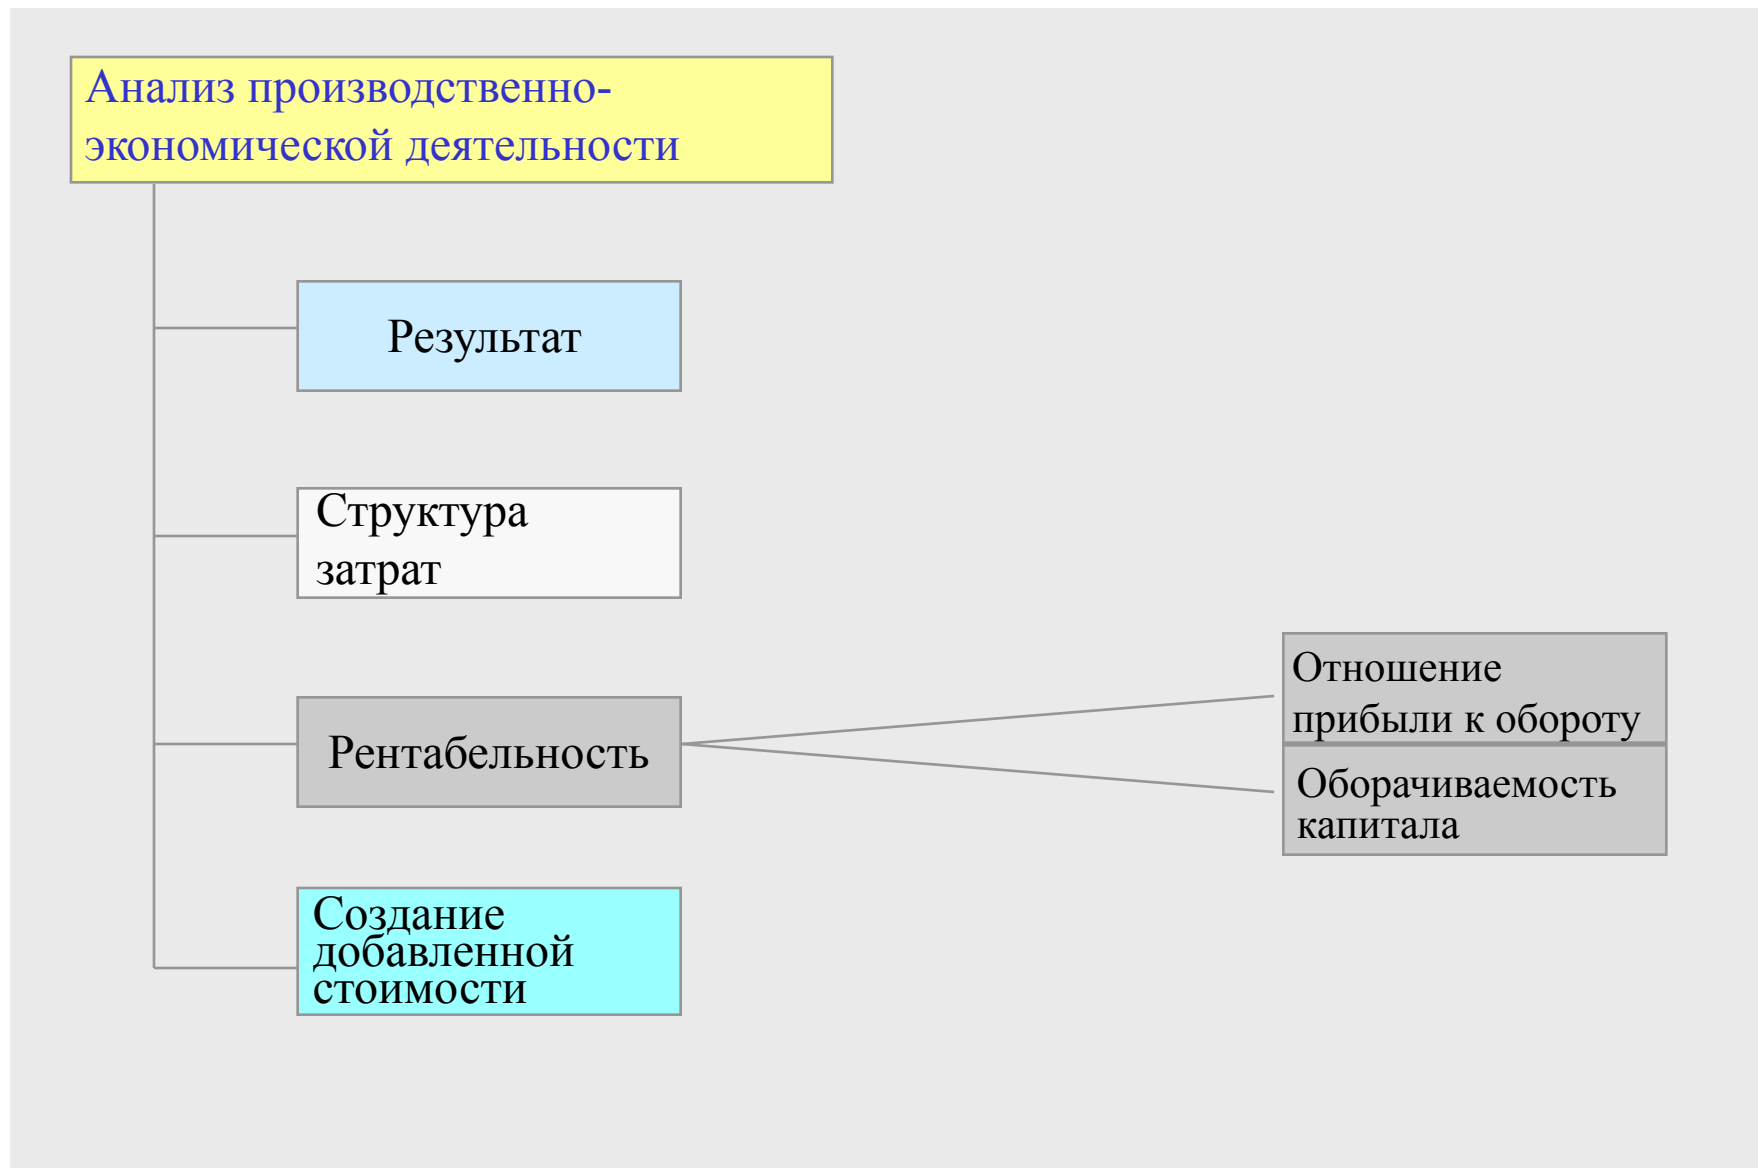 Анализ производственно-
экономической деятельности
Результат
Структура
затрат
Рентабельность
Отношение
прибыли к обороту
Оборачиваемость
капитала
Создание
добавленной
стоимости